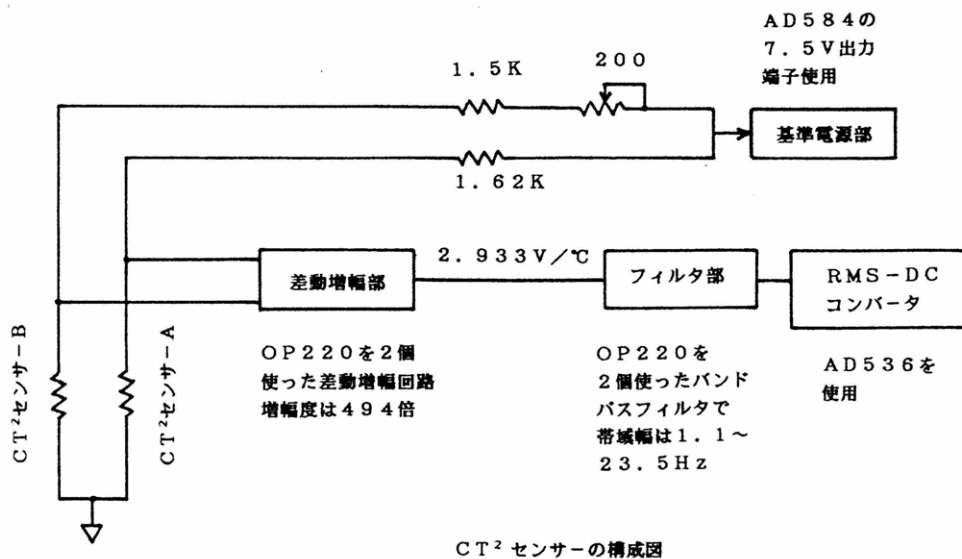 AD584の
7.5V出力
端子使用
1.5K
200
基準電源部
1.62K
2.933V/℃
差動増幅部
フィルタ部
RMS-DC
コンバータ
CT²センサーB
CT²センサーA
OP220を2個
使った差動増幅回路
増幅度は494倍
OP220を
2個使ったバンド
パスフィルタで
帯域幅は1.1～
23.5Hz
AD536を
使用
CT²センサーの構成図